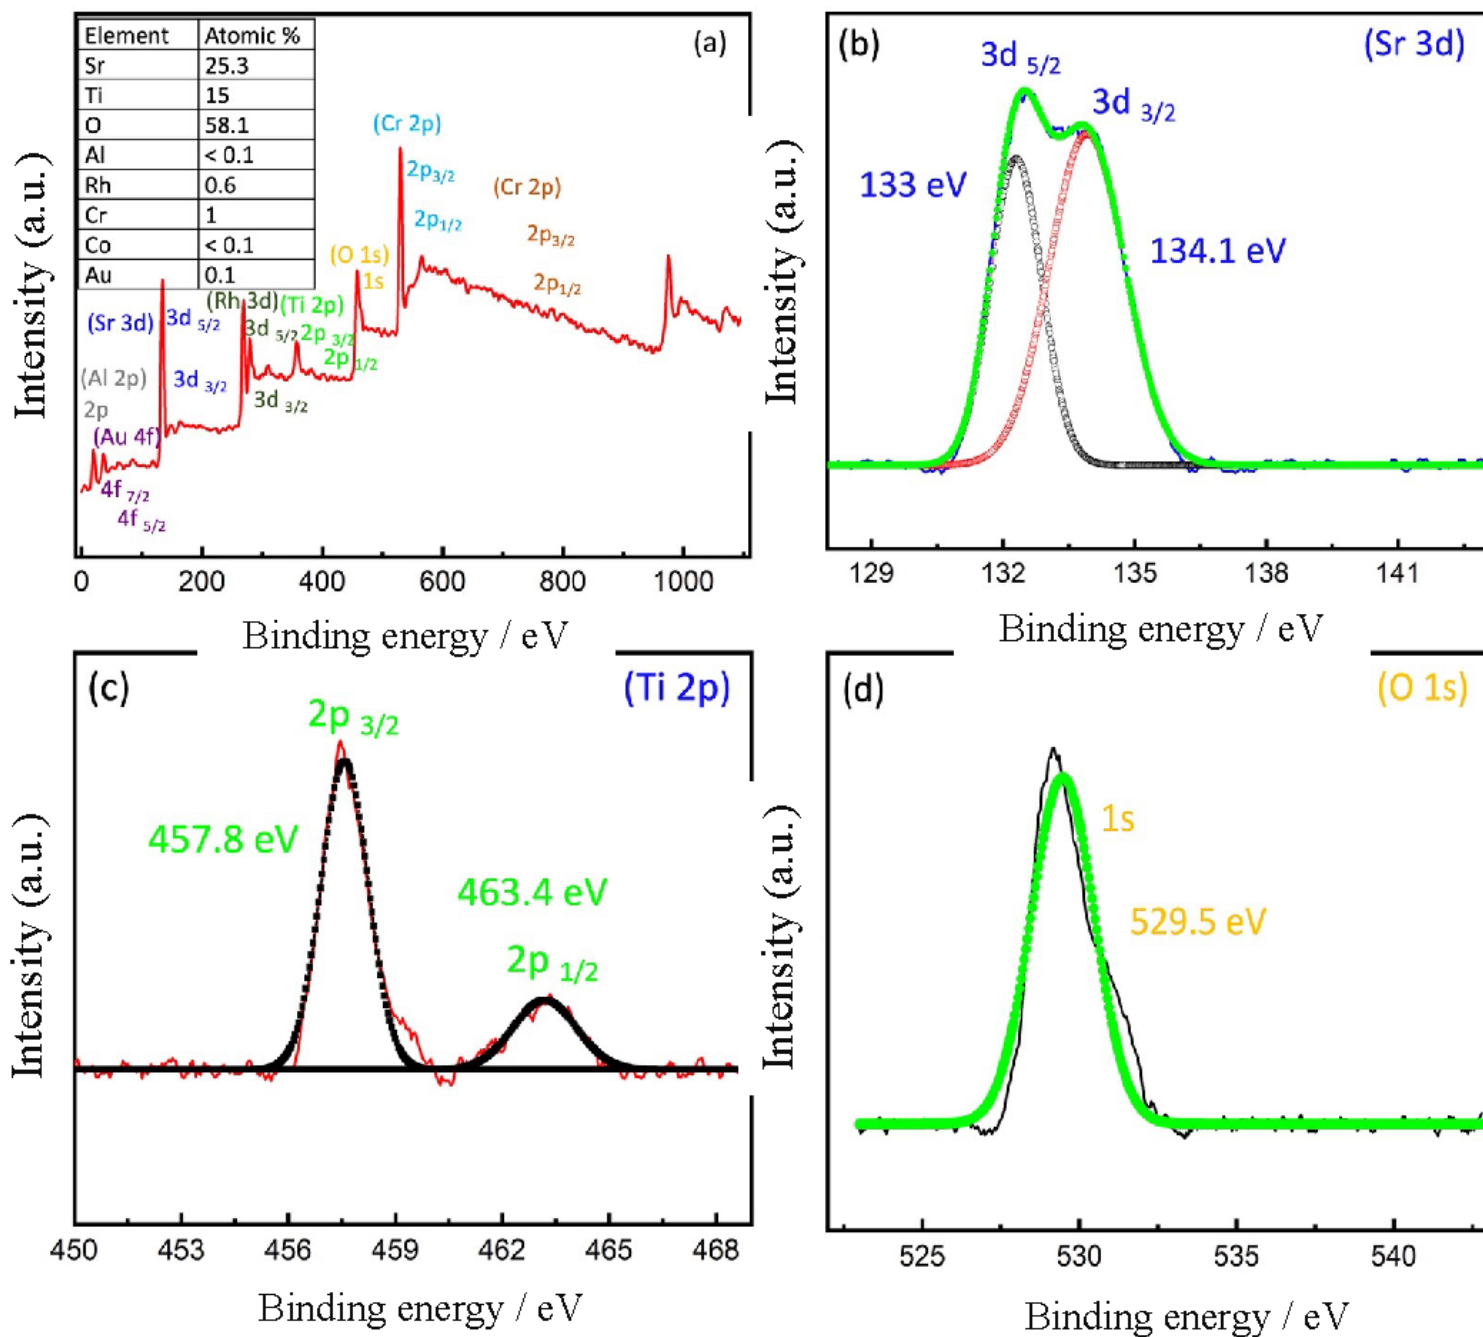 Element Atomic %
Sr 25.3
Ti 15
O 58.1
Al < 0.1
Rh 0.6
Cr 1
Co < 0.1
Au 0.1
(a)
(Cr 2p)
2p3/2
2p1/2
(Cr 2p)
2p3/2
2p1/2
(O 1s)
1s
(Rh 3d)
3d 5/2
3d 3/2
(Ti 2p)
2p 3/2
2p 1/2
(Sr 3d)
3d 5/2
3d 3/2
(Al 2p)
2p
(Au 4f)
4f 7/2
4f 5/2
Intensity (a.u.)
0 200 400 600 800 1000
Binding energy / eV
(b)
(Sr 3d)
3d 5/2
3d 3/2
133 eV
134.1 eV
Intensity (a.u.)
129 132 135 138 141
Binding energy / eV
(c)
(Ti 2p)
2p 3/2
457.8 eV
463.4 eV
2p 1/2
Intensity (a.u.)
450 453 456 459 462 465 468
Binding energy / eV
(d)
(O 1s)
1s
529.5 eV
Intensity (a.u.)
525 530 535 540
Binding energy / eV